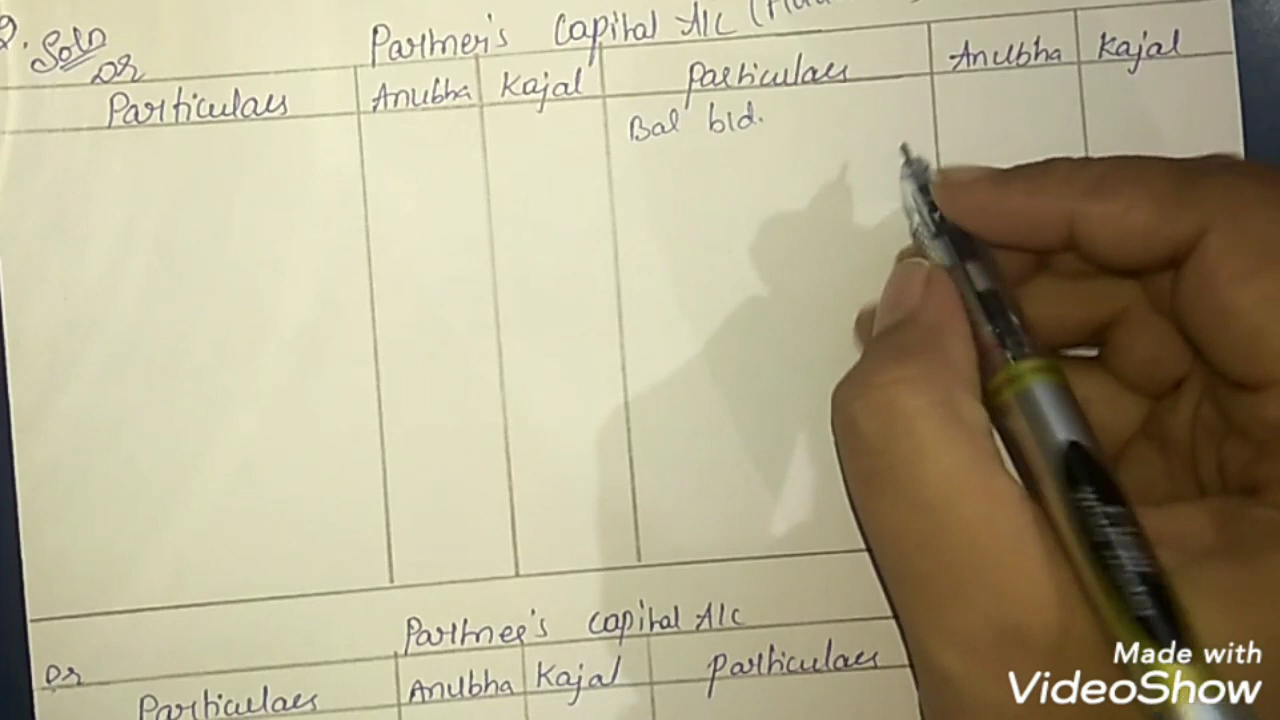 2. Soln
Partner's Capital A/C (
Dr
Particulars Anubha Kajal Particulars Anubha Kajal
Bal b/d.
Partner's capital A/C
Dr
Particulars Anubha Kajal Particulars
Made with
VideoShow